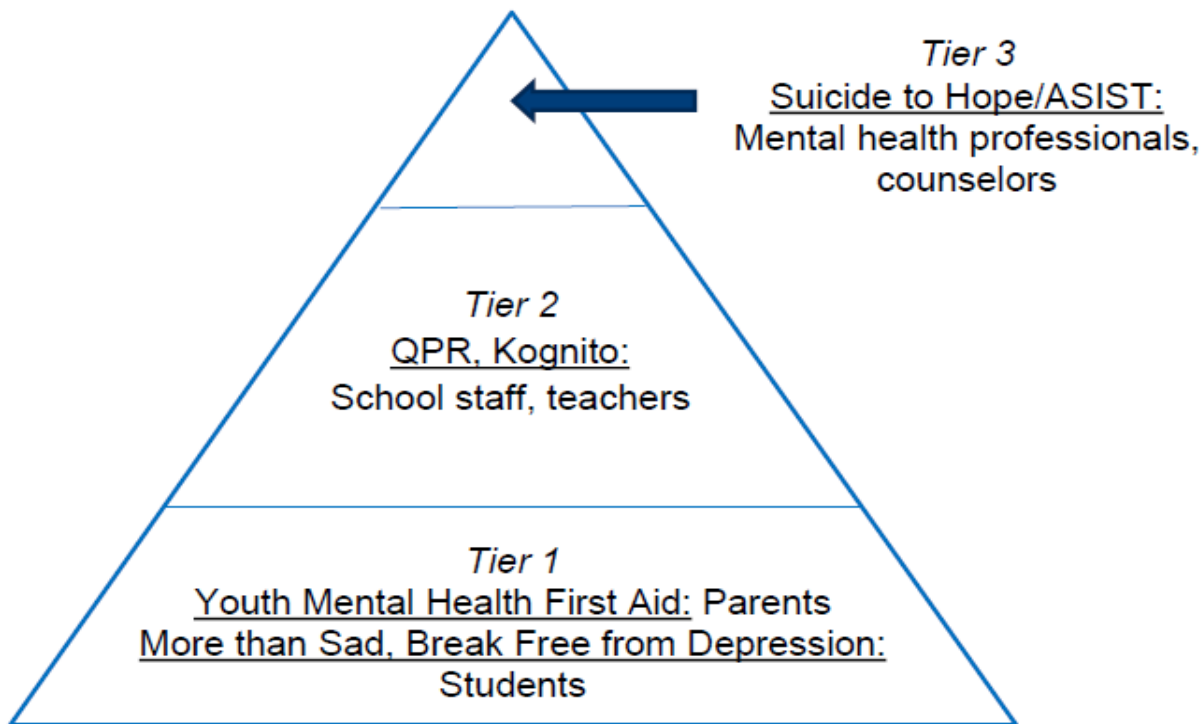 Tier 3
Suicide to Hope/ASIST:
Mental health professionals,
counselors
Tier 2
QPR, Kognito:
School staff, teachers
Tier 1
Youth Mental Health First Aid: Parents
More than Sad, Break Free from Depression:
Students